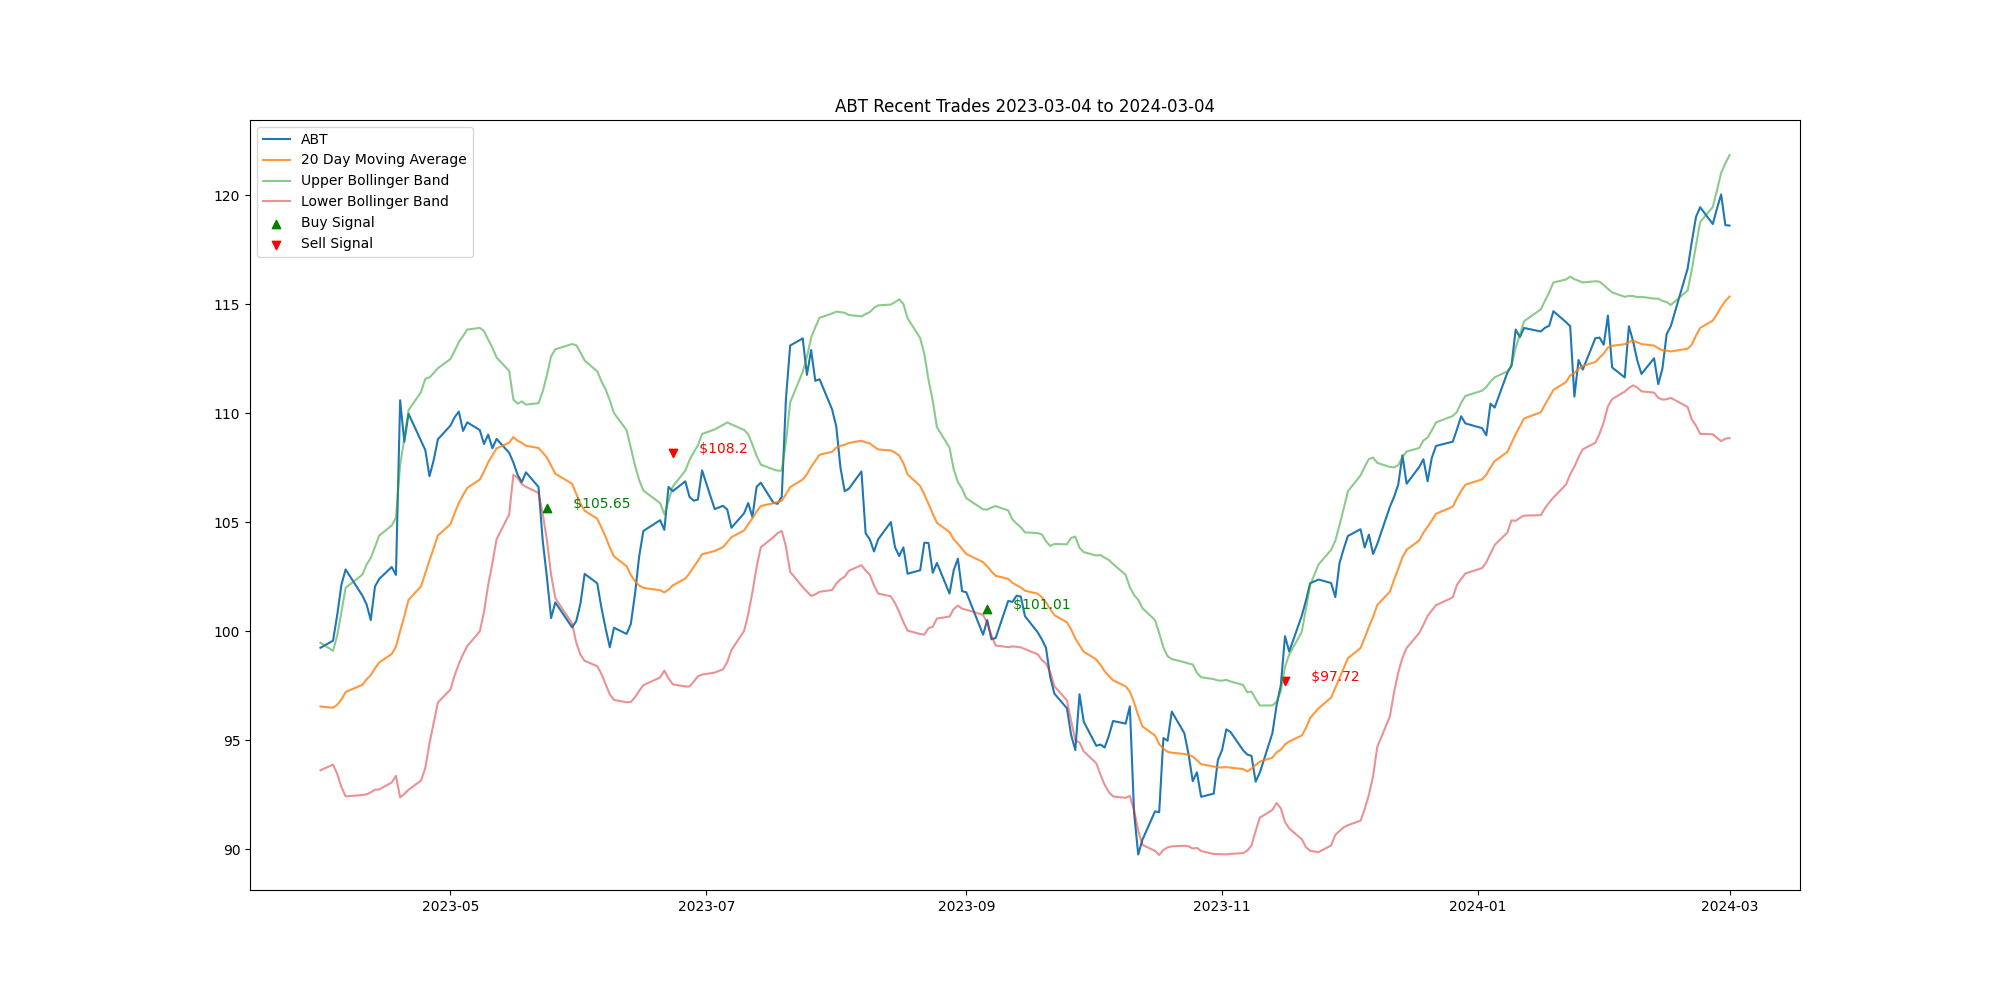 ABT Recent Trades 2023-03-04 to 2024-03-04
ABT
20 Day Moving Average
Upper Bollinger Band
Lower Bollinger Band
Buy Signal
Sell Signal
120
115
110
105
100
95
90
$108.2
$105.65
$101.01
$97.72
2023-05
2023-07
2023-09
2023-11
2024-01
2024-03